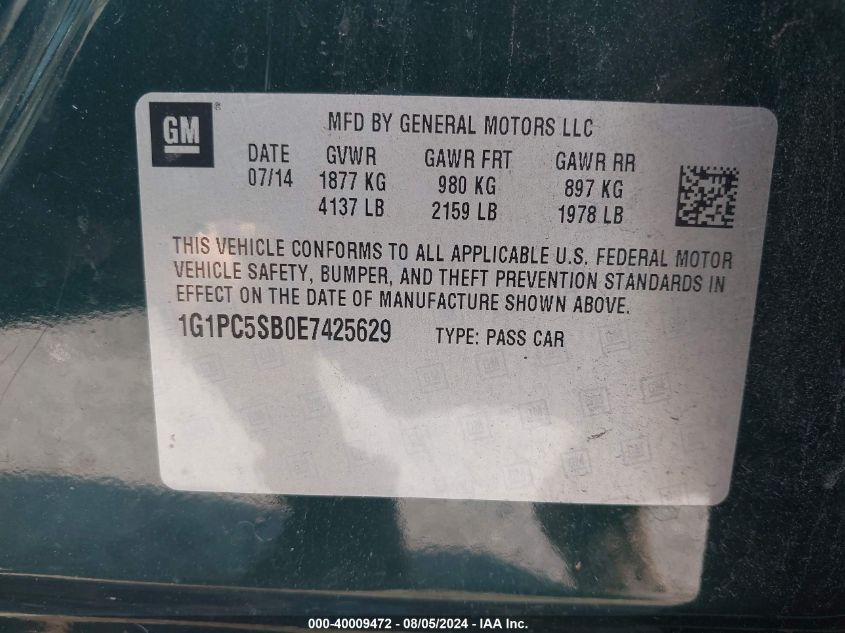 GM ®
MFD BY GENERAL MOTORS LLC
DATE GVWR GAWR FRT GAWR RR
07/14 1877 KG 980 KG 897 KG
4137 LB 2159 LB 1978 LB
THIS VEHICLE CONFORMS TO ALL APPLICABLE U.S. FEDERAL MOTOR
VEHICLE SAFETY, BUMPER, AND THEFT PREVENTION STANDARDS IN
EFFECT ON THE DATE OF MANUFACTURE SHOWN ABOVE.
1G1PC5SB0E7425629 TYPE: PASS CAR
000-40009472 - 08/05/2024 - IAA, Inc.